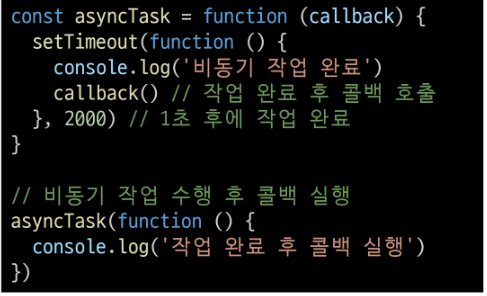 const asyncTask = function (callback) {
  setTimeout(function () {
    console.log('비동기 작업 완료')
    callback() // 작업 완료 후 콜백 호출
  }, 2000) // 1초 후에 작업 완료
}

// 비동기 작업 수행 후 콜백 실행
asyncTask(function () {
  console.log('작업 완료 후 콜백 실행')
})